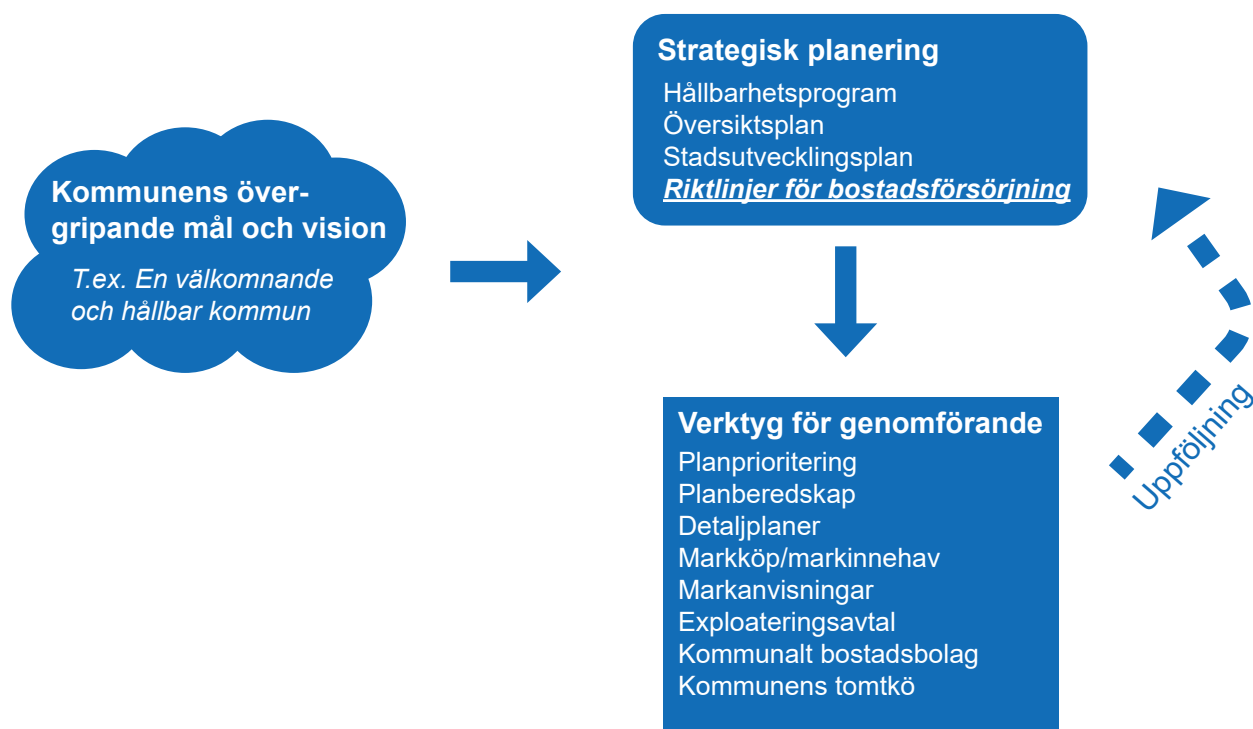 Kommunens över-
gripande mål och vision
T.ex. En välkomnande
och hållbar kommun
Strategisk planering
Hållbarhetsprogram
Översiktsplan
Stadsutvecklingsplan
Riktlinjer för bostadsförsörjning
Verktyg för genomförande
Planprioritering
Planberedskap
Detaljplaner
Markköp/markinnehav
Markanvisningar
Exploateringsavtal
Kommunalt bostadsbolag
Kommunens tomtkö
Uppföljning